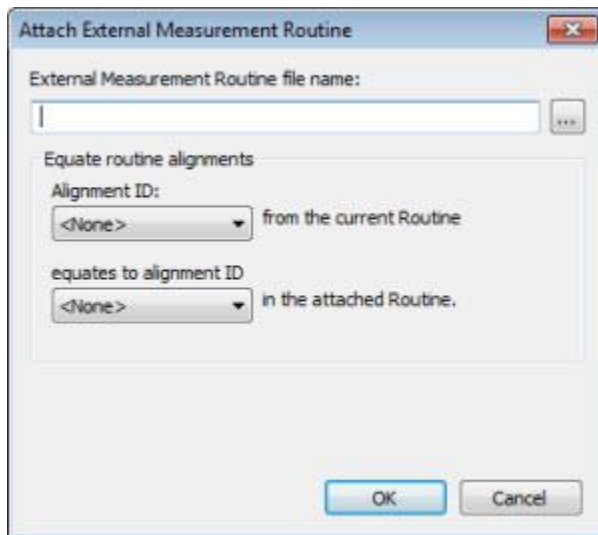 Attach External Measurement Routine
External Measurement Routine file name:
...
Equate routine alignments
Alignment ID:
<None> from the current Routine
equates to alignment ID
<None> in the attached Routine.
OK Cancel